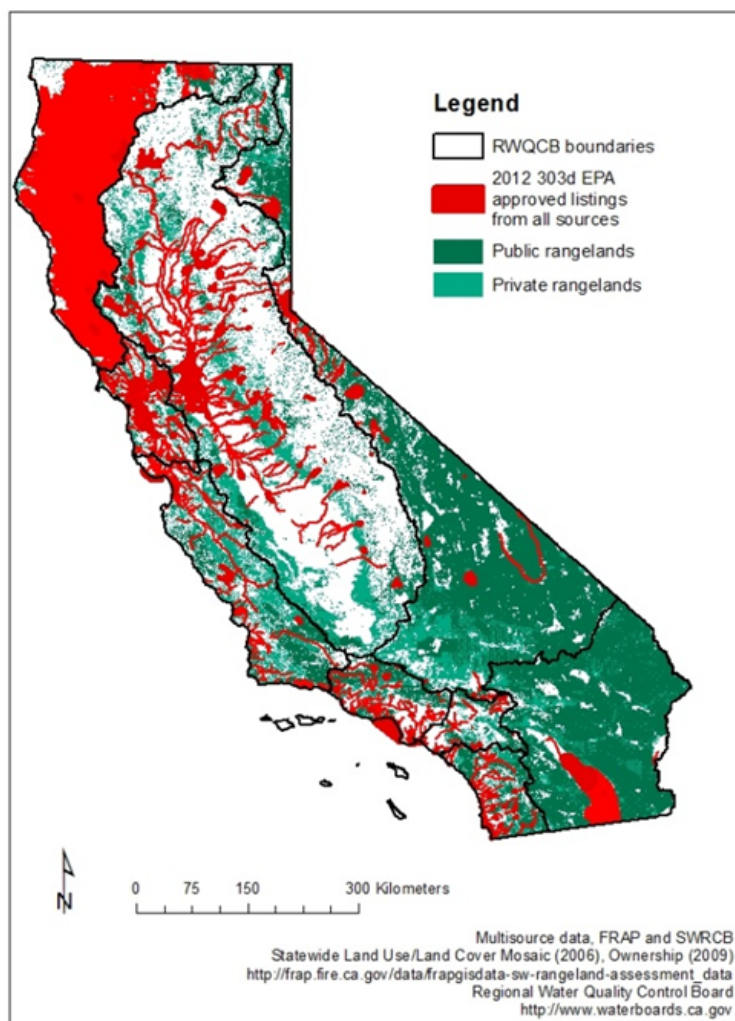 Legend
RWQCB boundaries
2012 303d EPA
approved listings
from all sources
Public rangelands
Private rangelands
N
0 75 150 300 Kilometers
Multisource data, FRAP and SWRCB
Statewide Land Use/Land Cover Mosaic (2006), Ownership (2009)
http://frap.fire.ca.gov/data/frapgisdata-sw-rangeland-assessment_data
Regional Water Quality Control Board
http://www.waterboards.ca.gov